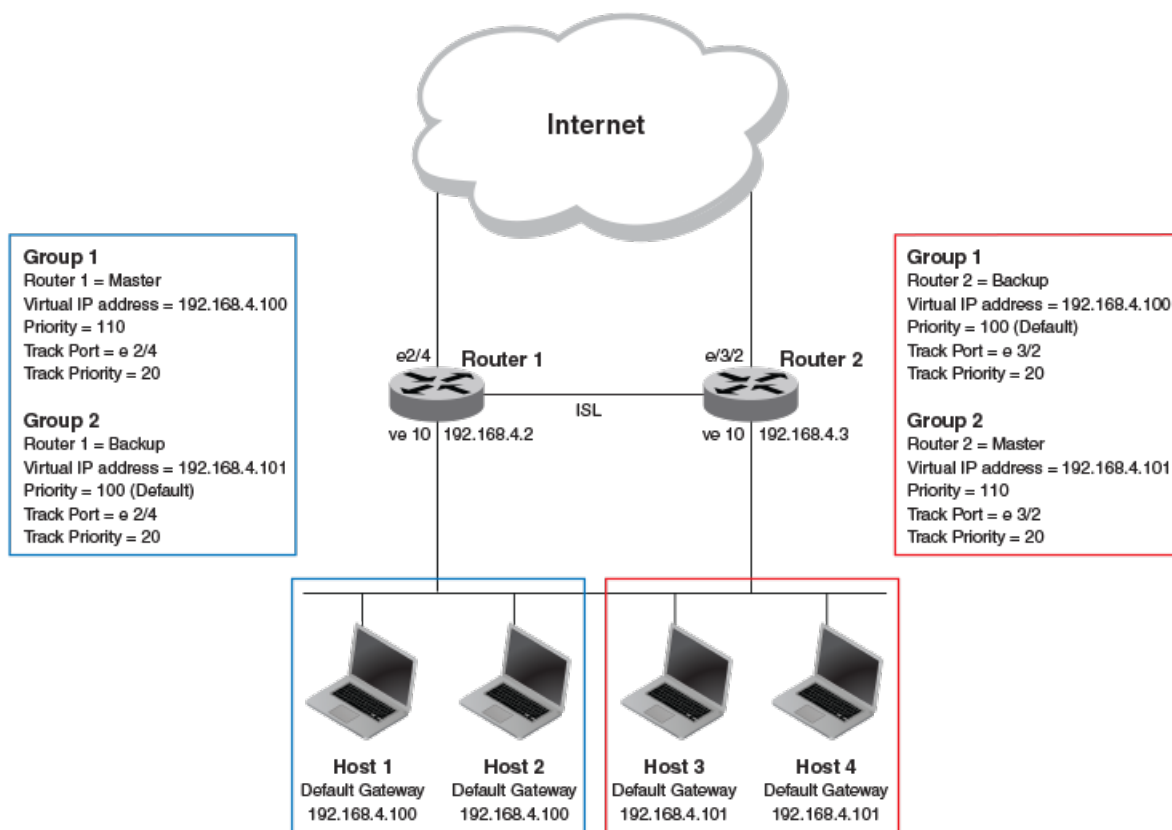 Internet
Group 1
Router 1 = Master
Virtual IP address = 192.168.4.100
Priority = 110
Track Port = e 2/4
Track Priority = 20
Group 2
Router 1 = Backup
Virtual IP address = 192.168.4.101
Priority = 100 (Default)
Track Port = e 2/4
Track Priority = 20
Group 1
Router 2 = Backup
Virtual IP address = 192.168.4.100
Priority = 100 (Default)
Track Port = e 3/2
Track Priority = 20
Group 2
Router 2 = Master
Virtual IP address = 192.168.4.101
Priority = 110
Track Port = e 3/2
Track Priority = 20
e2/4
Router 1
e/3/2
Router 2
ISL
ve 10
192.168.4.2
ve 10
192.168.4.3
Host 1
Default Gateway
192.168.4.100
Host 2
Default Gateway
192.168.4.100
Host 3
Default Gateway
192.168.4.101
Host 4
Default Gateway
192.168.4.101